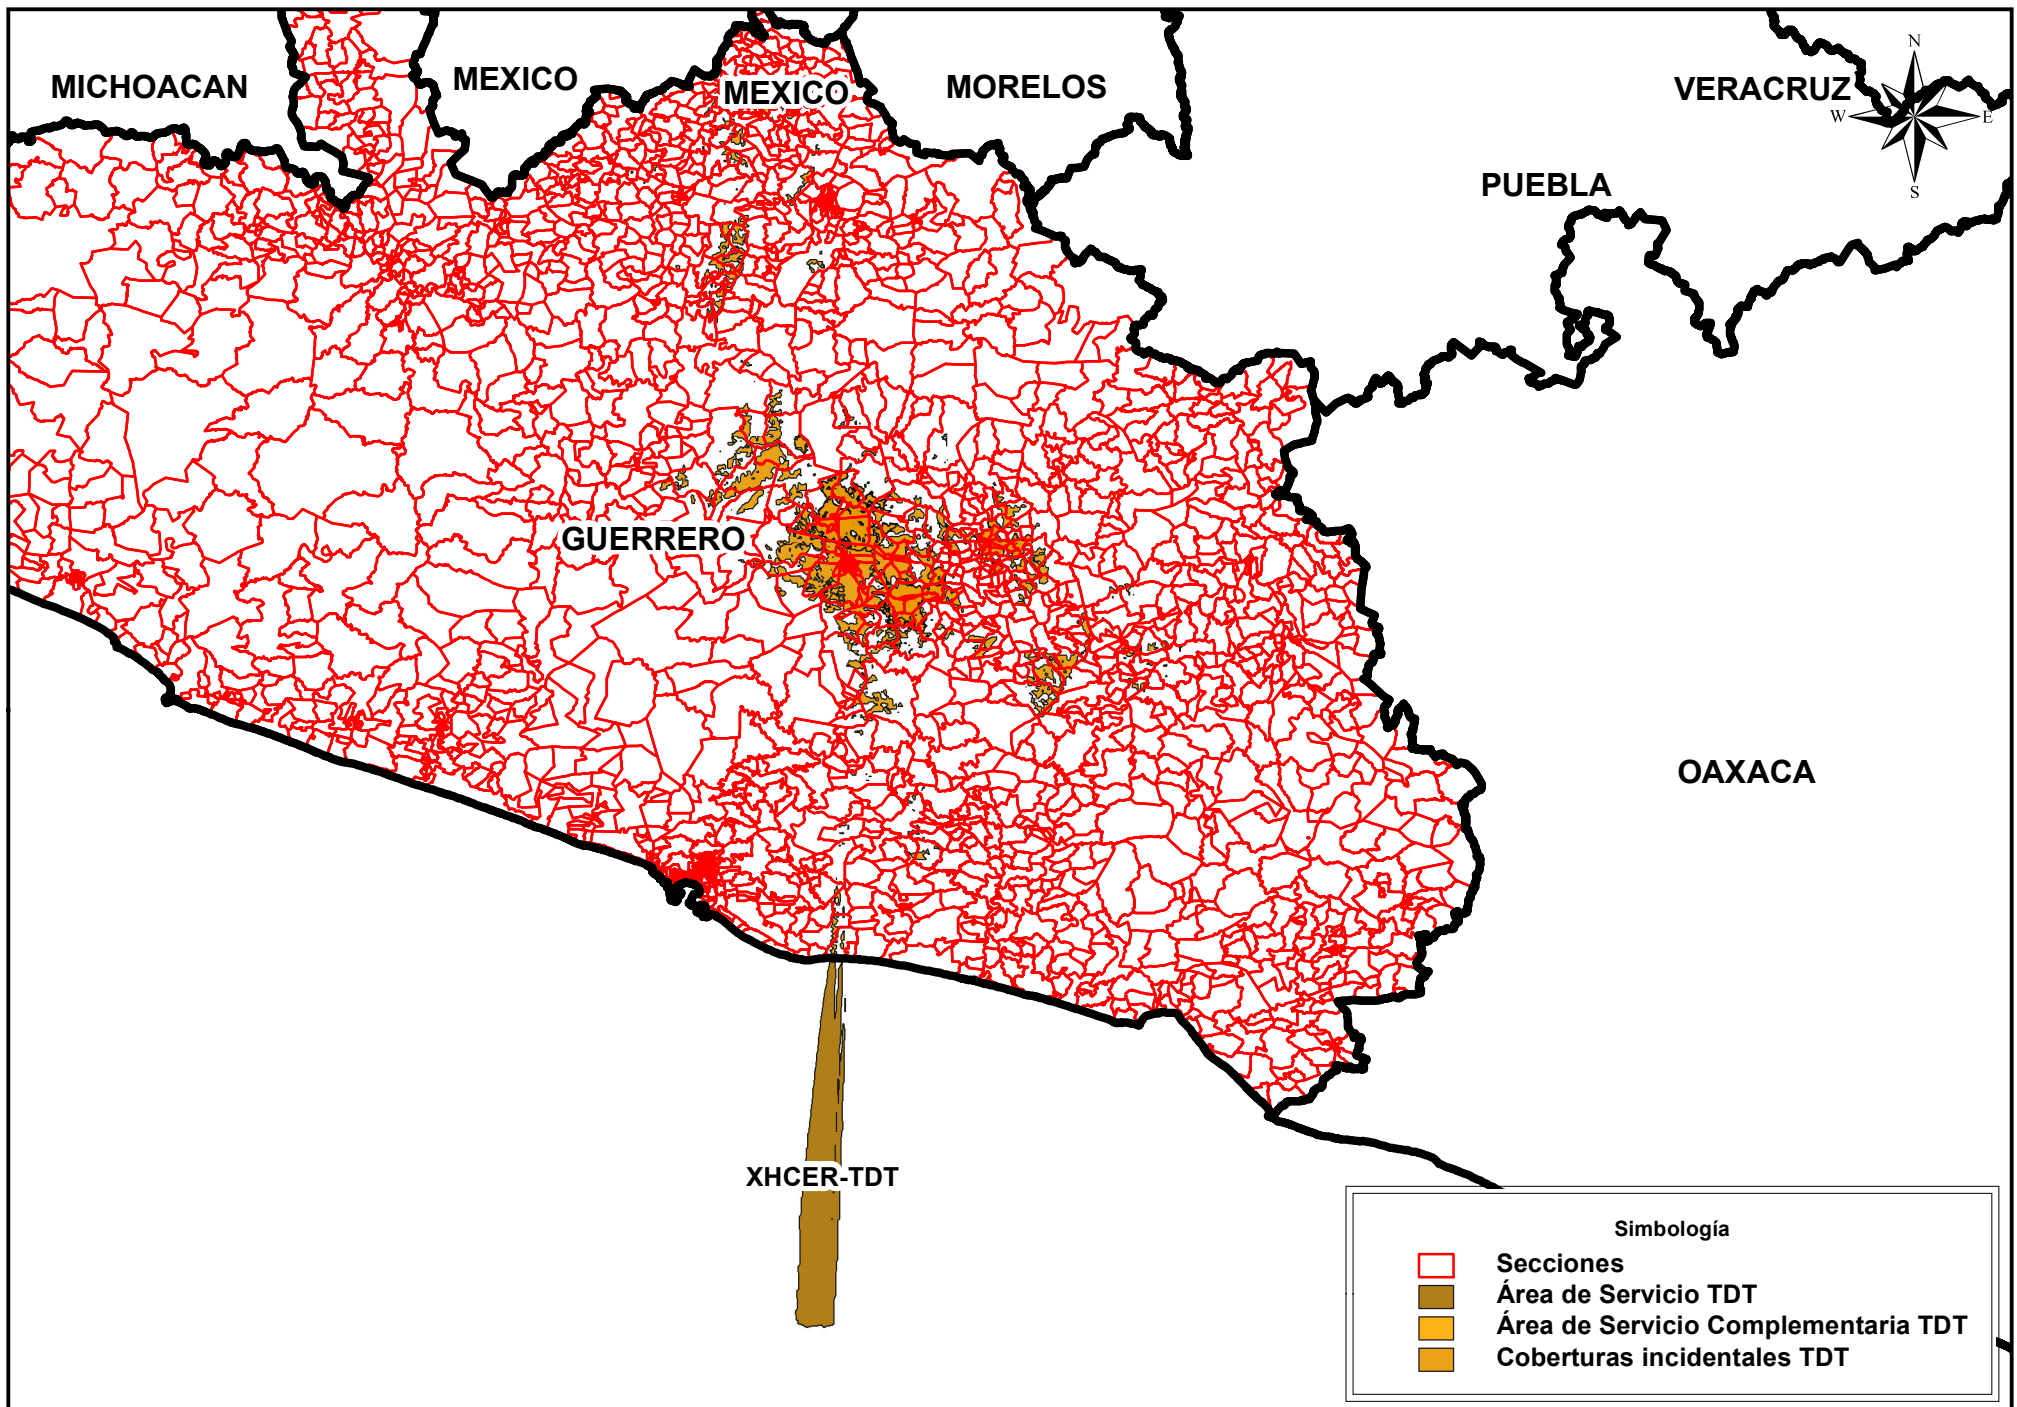 MICHOACAN
MEXICO
MEXICO
MORELOS
VERACRUZ
N
W
E
S
PUEBLA
GUERRERO
OAXACA
XHCER-TDT
Simbología
Secciones
Área de Servicio TDT
Área de Servicio Complementaria TDT
Coberturas incidentales TDT